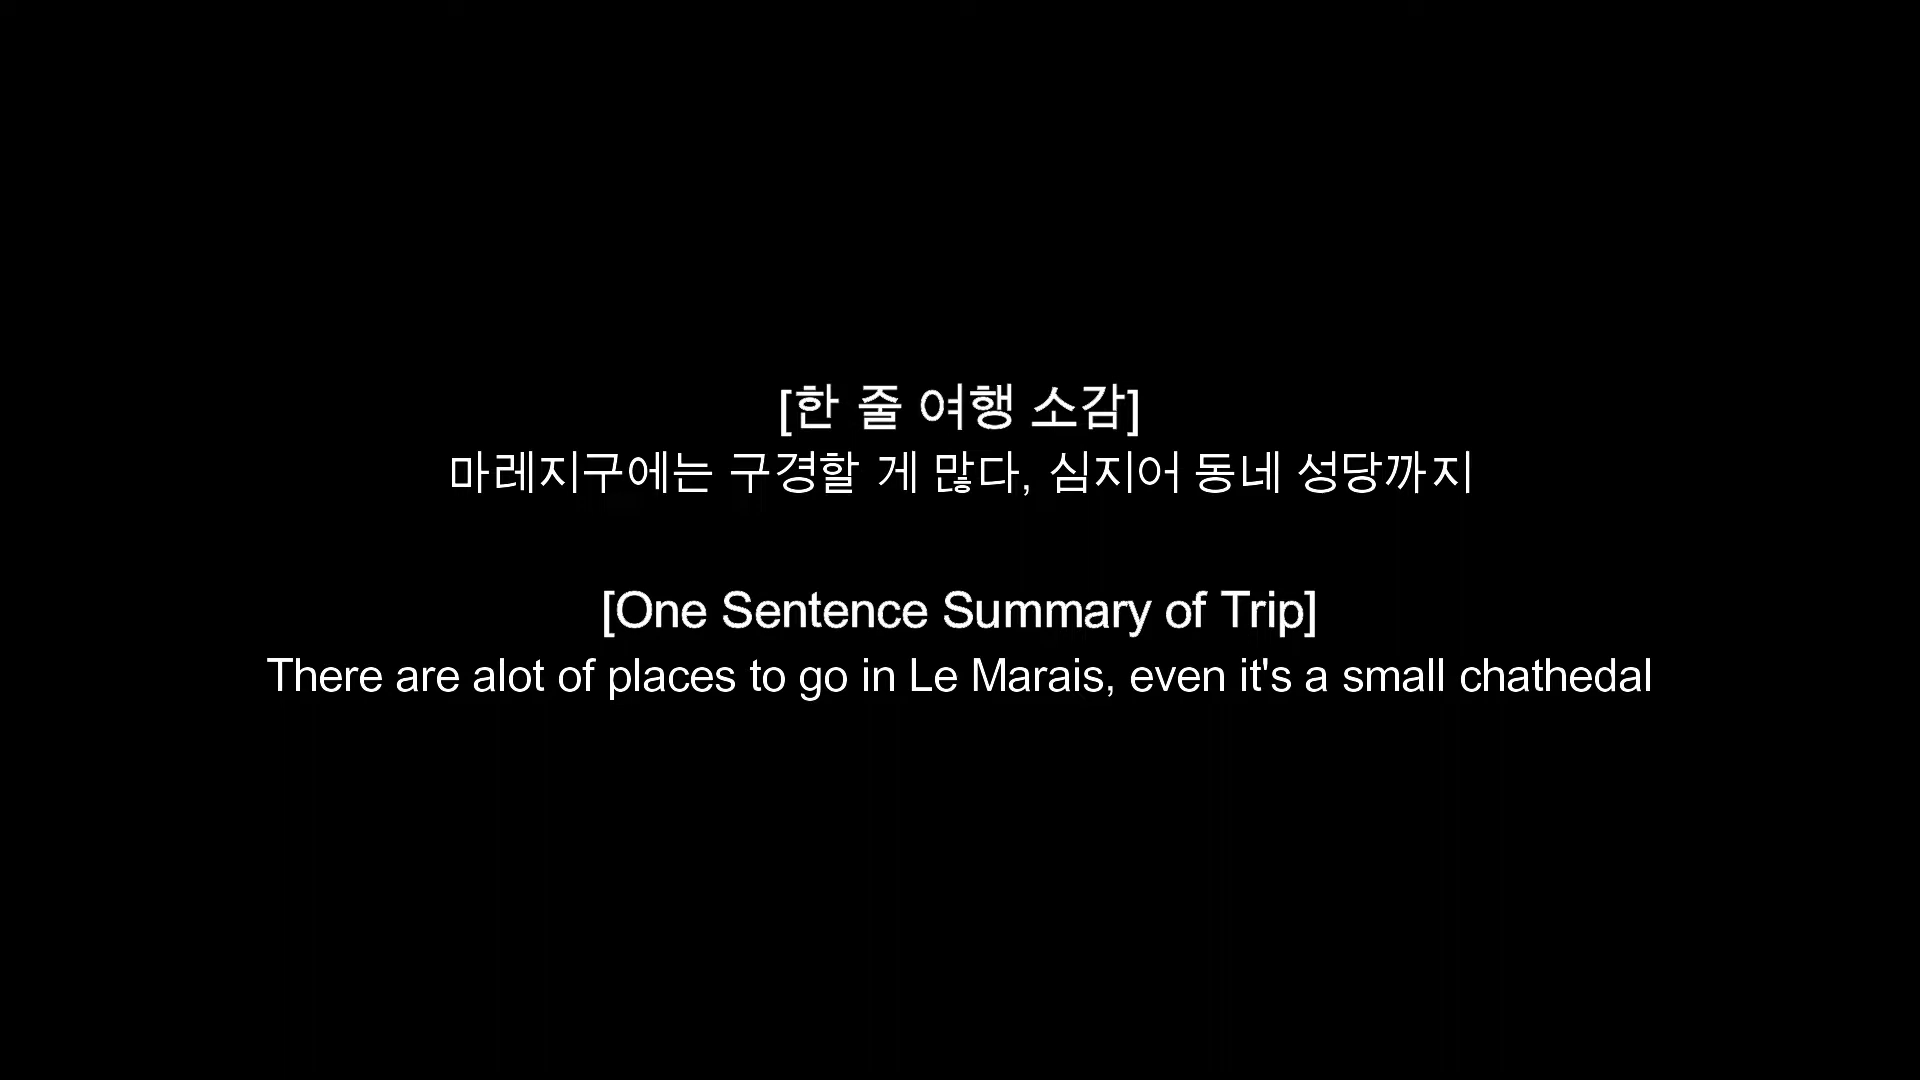 [한 줄 여행 소감]
마레지구에는 구경할 게 많다, 심지어 동네 성당까지
[One Sentence Summary of Trip]
There are alot of places to go in Le Marais, even it's a small chathedal